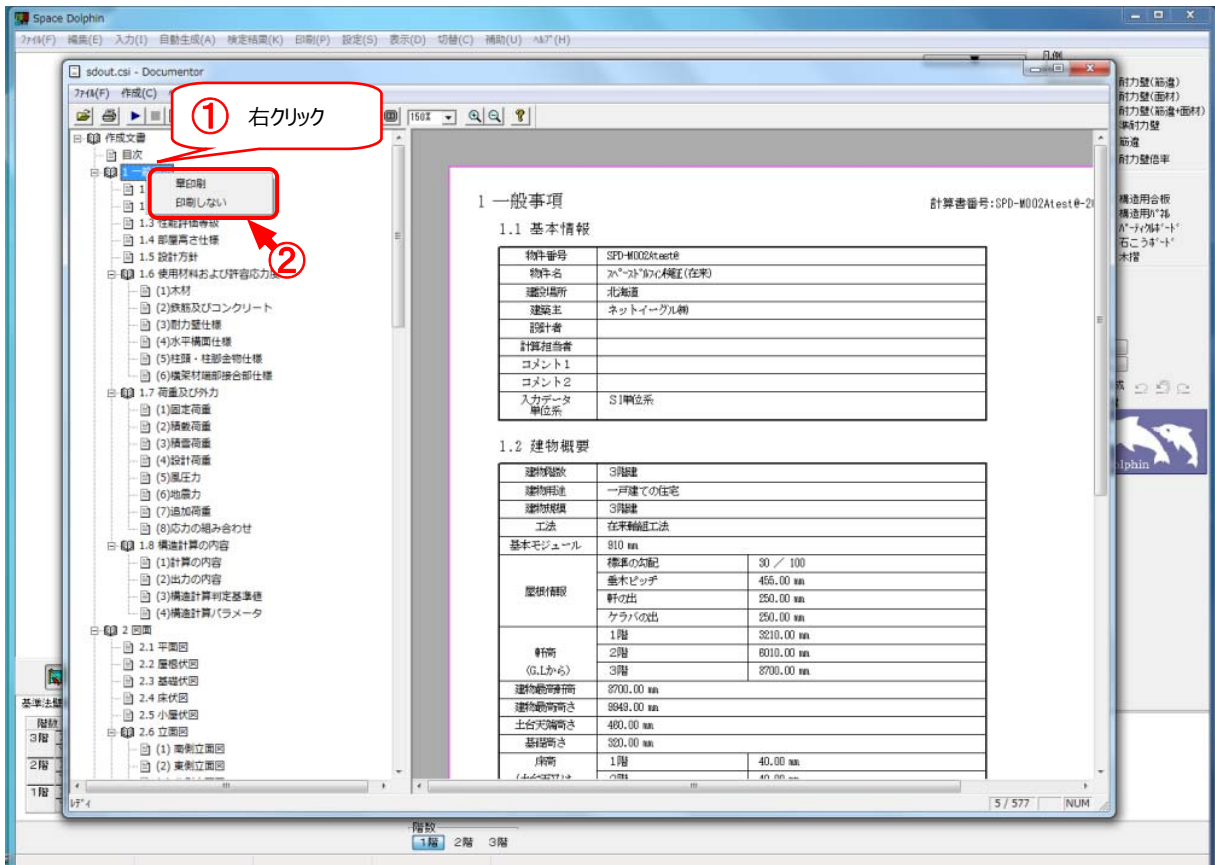 Space Dolphin
ﾌｧｲﾙ(F) 編集(E) 入力(I) 自動生成(A) 検定結果(K) 印刷(P) 設定(S) 表示(D) 切替(C) 補助(U) ﾍﾙﾌﾟ(H)
凡例
sdout.csi - Documentor
ﾌｧｲﾙ(F) 作成(C)
① 右クリック
150%
作成文書
目次
1 一般
章印刷
印刷しない
②
1.3 性能評価等級
1.4 部屋高さ仕様
1.5 設計方針
1.6 使用材料および許容応力度
(1)木材
(2)鉄筋及びコンクリート
(3)耐力壁仕様
(4)水平構面仕様
(5)柱頭・柱脚金物仕様
(6)横架材端部接合部仕様
1.7 荷重及び外力
(1)固定荷重
(2)積載荷重
(3)積雪荷重
(4)設計荷重
(5)風圧力
(6)地震力
(7)追加荷重
(8)応力の組み合わせ
1.8 構造計算の内容
(1)計算の内容
(2)出力の内容
(3)構造計算判定基準値
(4)構造計算パラメータ
2 図面
2.1 平面図
2.2 屋根伏図
2.3 基礎伏図
2.4 床伏図
2.5 小屋伏図
2.6 立面図
(1) 南側立面図
(2) 東側立面図
1 一般事項
計算書番号:SPD-M002Atest@-2
1.1 基本情報
物件番号 SPD-M002Atest@
物件名 ｽﾍﾟｰｽﾄﾞﾙﾌｨﾝ検証(在来)
建設場所 北海道
建築主 ネットイーグル㈱
設計者
計算担当者
コメント1
コメント2
入力データ単位系 SI単位系
1.2 建物概要
建物階数 3階建
建物用途 一戸建ての住宅
建物規模 3階建
工法 在来軸組工法
基本モジュール 910 mm
屋根情報 標準の勾配 30 ／ 100
垂木ピッチ 455.00 mm
軒の出 250.00 mm
ケラバの出 250.00 mm
軒高 (G.Lから) 1階 3210.00 mm
2階 6010.00 mm
3階 8700.00 mm
建物最高軒高 8700.00 mm
建物最高高さ 9949.00 mm
土台天端高さ 460.00 mm
基礎高さ 320.00 mm
床高 1階 40.00 mm
2階 40.00 mm
耐力壁(筋違)
耐力壁(面材)
耐力壁(筋違+面材)
準耐力壁
筋違
耐力壁倍率
構造用合板
構造用ﾊﾟﾈﾙ
ﾊﾟｰﾃｨｸﾙﾎﾞｰﾄﾞ
石こうﾎﾞｰﾄﾞ
木摺
lphin
基準法壁
階数
3階
2階
1階
ﾚﾃﾞｨ
5 / 577 NUM
階数
1階 2階 3階